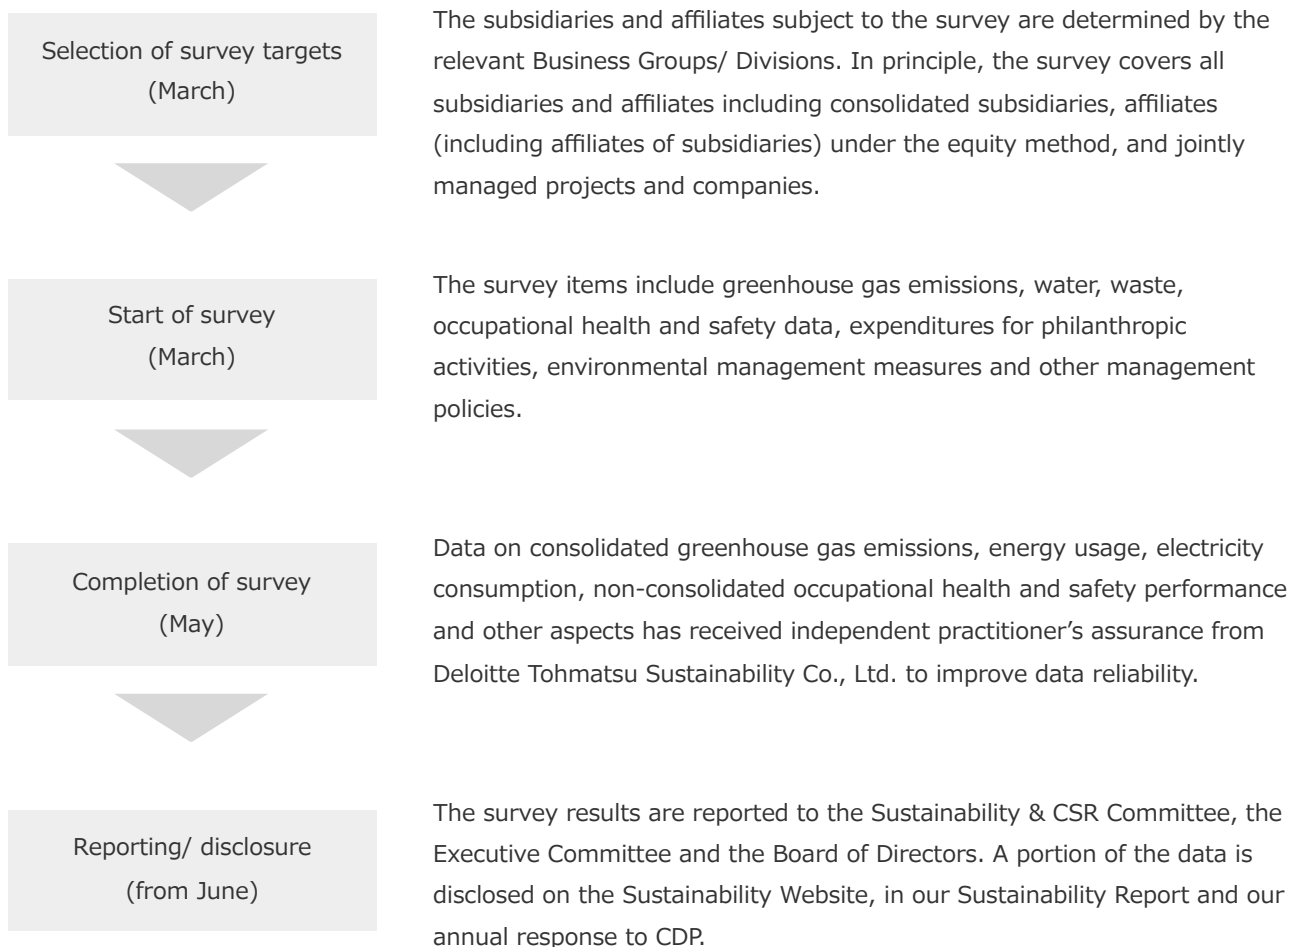 Selection of survey targets
(March)
The subsidiaries and affiliates subject to the survey are determined by the
relevant Business Groups/ Divisions. In principle, the survey covers all
subsidiaries and affiliates including consolidated subsidiaries, affiliates
(including affiliates of subsidiaries) under the equity method, and jointly
managed projects and companies.
Start of survey
(March)
The survey items include greenhouse gas emissions, water, waste,
occupational health and safety data, expenditures for philanthropic
activities, environmental management measures and other management
policies.
Completion of survey
(May)
Data on consolidated greenhouse gas emissions, energy usage, electricity
consumption, non-consolidated occupational health and safety performance
and other aspects has received independent practitioner’s assurance from
Deloitte Tohmatsu Sustainability Co., Ltd. to improve data reliability.
Reporting/ disclosure
(from June)
The survey results are reported to the Sustainability & CSR Committee, the
Executive Committee and the Board of Directors. A portion of the data is
disclosed on the Sustainability Website, in our Sustainability Report and our
annual response to CDP.